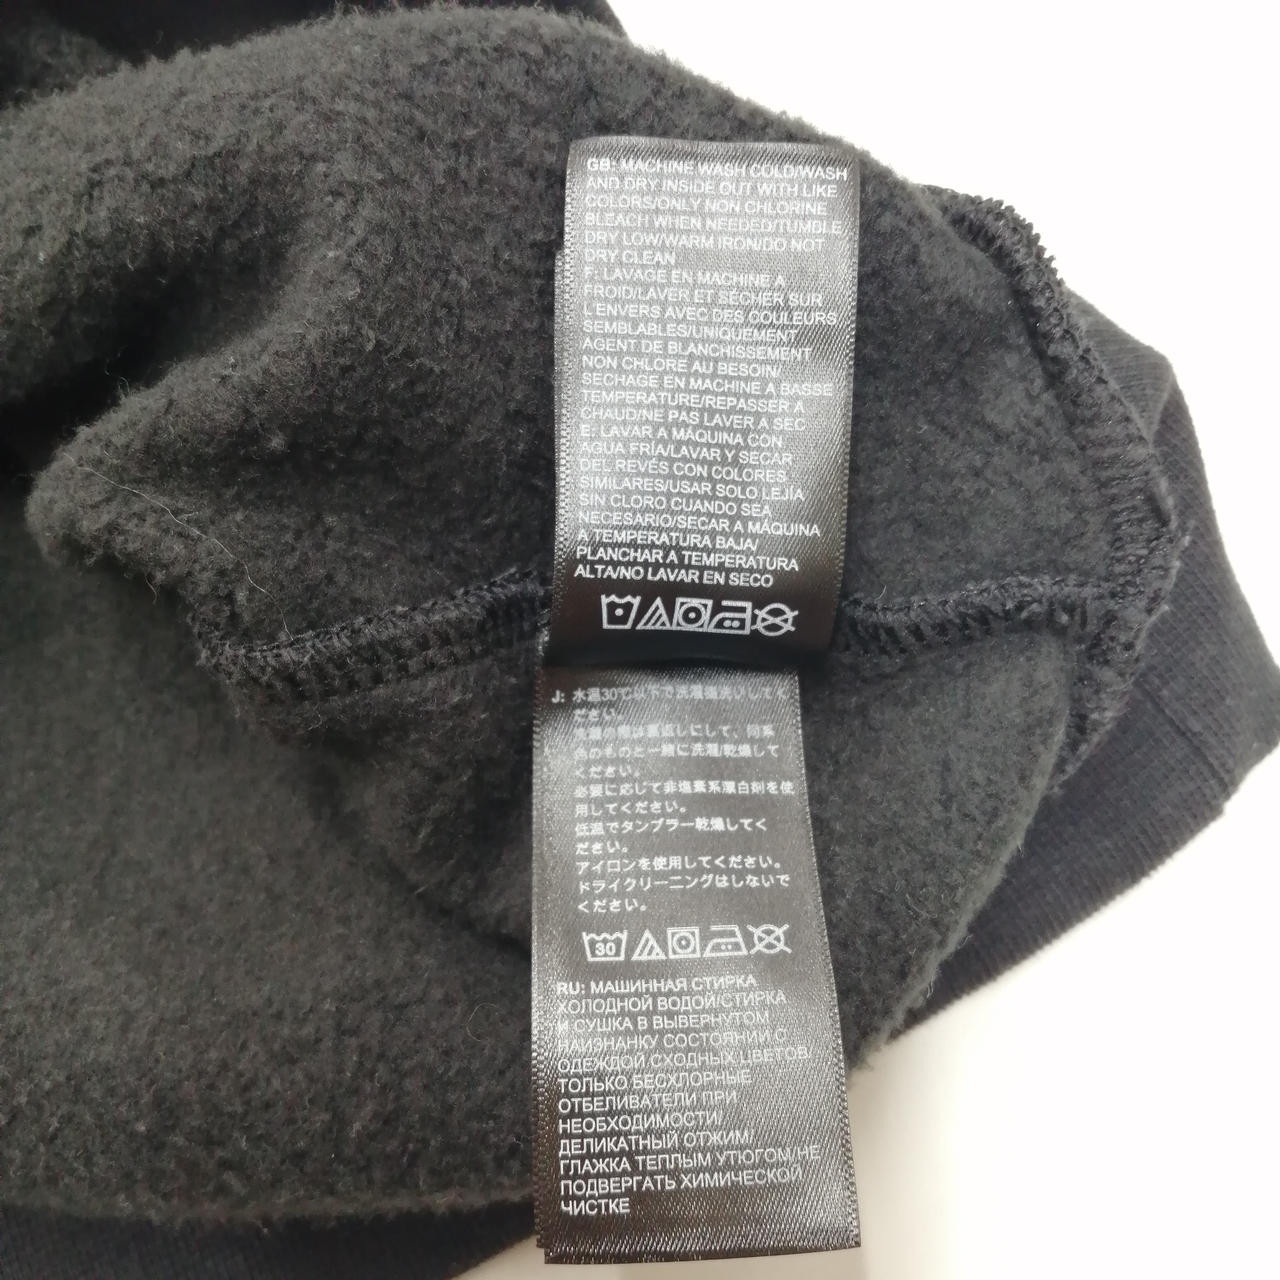 GB: MACHINE WASH COLD/WASH
AND DRY INSIDE OUT WITH LIKE
COLORS/ONLY NON CHLORINE
BLEACH WHEN NEEDED/TUMBLE
DRY LOW/WARM IRON/DO NOT
DRY CLEAN
F: LAVAGE EN MACHINE A
FROID/LAVER ET SÉCHER SUR
L'ENVERS AVEC DES COULEURS
SEMBLABLES/UNIQUEMENT
AGENT DE BLANCHISSEMENT
NON CHLORE AU BESOIN/
SECHAGE EN MACHINE A BASSE
TEMPERATURE/REPASSER A
CHAUD/NE PAS LAVER A SEC
E: LAVAR A MÁQUINA CON
AGUA FRÍA/LAVAR Y SECAR
DEL REVÉS CON COLORES
SIMILARES/USAR SOLO LEJÍA
SIN CLORO CUANDO SEA
NECESARIO/SECAR A MÁQUINA
A TEMPERATURA BAJA/
PLANCHAR A TEMPERATURA
ALTA/NO LAVAR EN SECO
J: 水温30℃以下で洗濯機洗いしてく
ださい。
洗濯の際は裏返しにして、同系
色のものと一緒に洗濯/乾燥して
ください。
必要に応じて非塩素系漂白剤を使
用してください。
低温でタンブラー乾燥してく
ださい。
アイロンを使用してください。
ドライクリーニングはしないで
ください。
30
RU: МАШИННАЯ СТИРКА
ХОЛОДНОЙ ВОДОЙ/СТИРКА
И СУШКА В ВЫВЕРНУТОМ
НАИЗНАНКУ СОСТОЯНИИ С
ОДЕЖДОЙ СХОДНЫХ ЦВЕТОВ/
ТОЛЬКО БЕСХЛОРНЫЕ
ОТБЕЛИВАТЕЛИ ПРИ
НЕОБХОДИМОСТИ/
ДЕЛИКАТНЫЙ ОТЖИМ/
ГЛАЖКА ТЕПЛЫМ УТЮГОМ/НЕ
ПОДВЕРГАТЬ ХИМИЧЕСКОЙ
ЧИСТКЕ